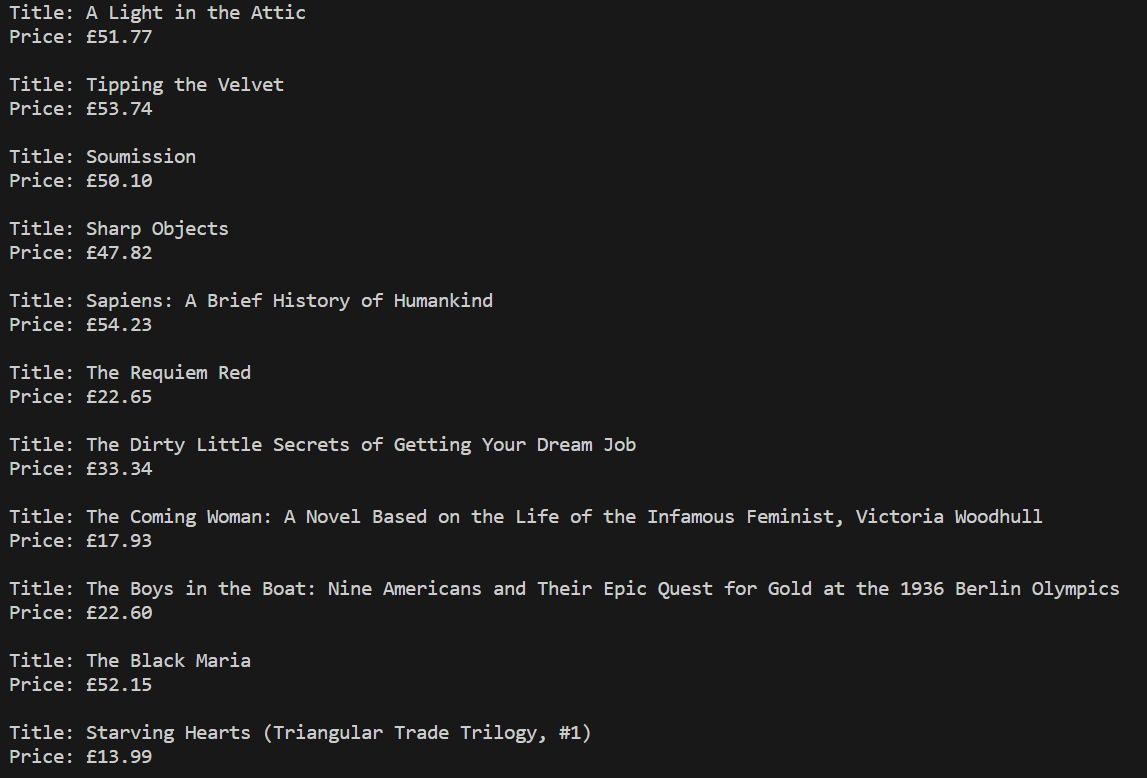 Title: A Light in the Attic
Price: £51.77
Title: Tipping the Velvet
Price: £53.74
Title: Soumission
Price: £50.10
Title: Sharp Objects
Price: £47.82
Title: Sapiens: A Brief History of Humankind
Price: £54.23
Title: The Requiem Red
Price: £22.65
Title: The Dirty Little Secrets of Getting Your Dream Job
Price: £33.34
Title: The Coming Woman: A Novel Based on the Life of the Infamous Feminist, Victoria Woodhull
Price: £17.93
Title: The Boys in the Boat: Nine Americans and Their Epic Quest for Gold at the 1936 Berlin Olympics
Price: £22.60
Title: The Black Maria
Price: £52.15
Title: Starving Hearts (Triangular Trade Trilogy, #1)
Price: £13.99